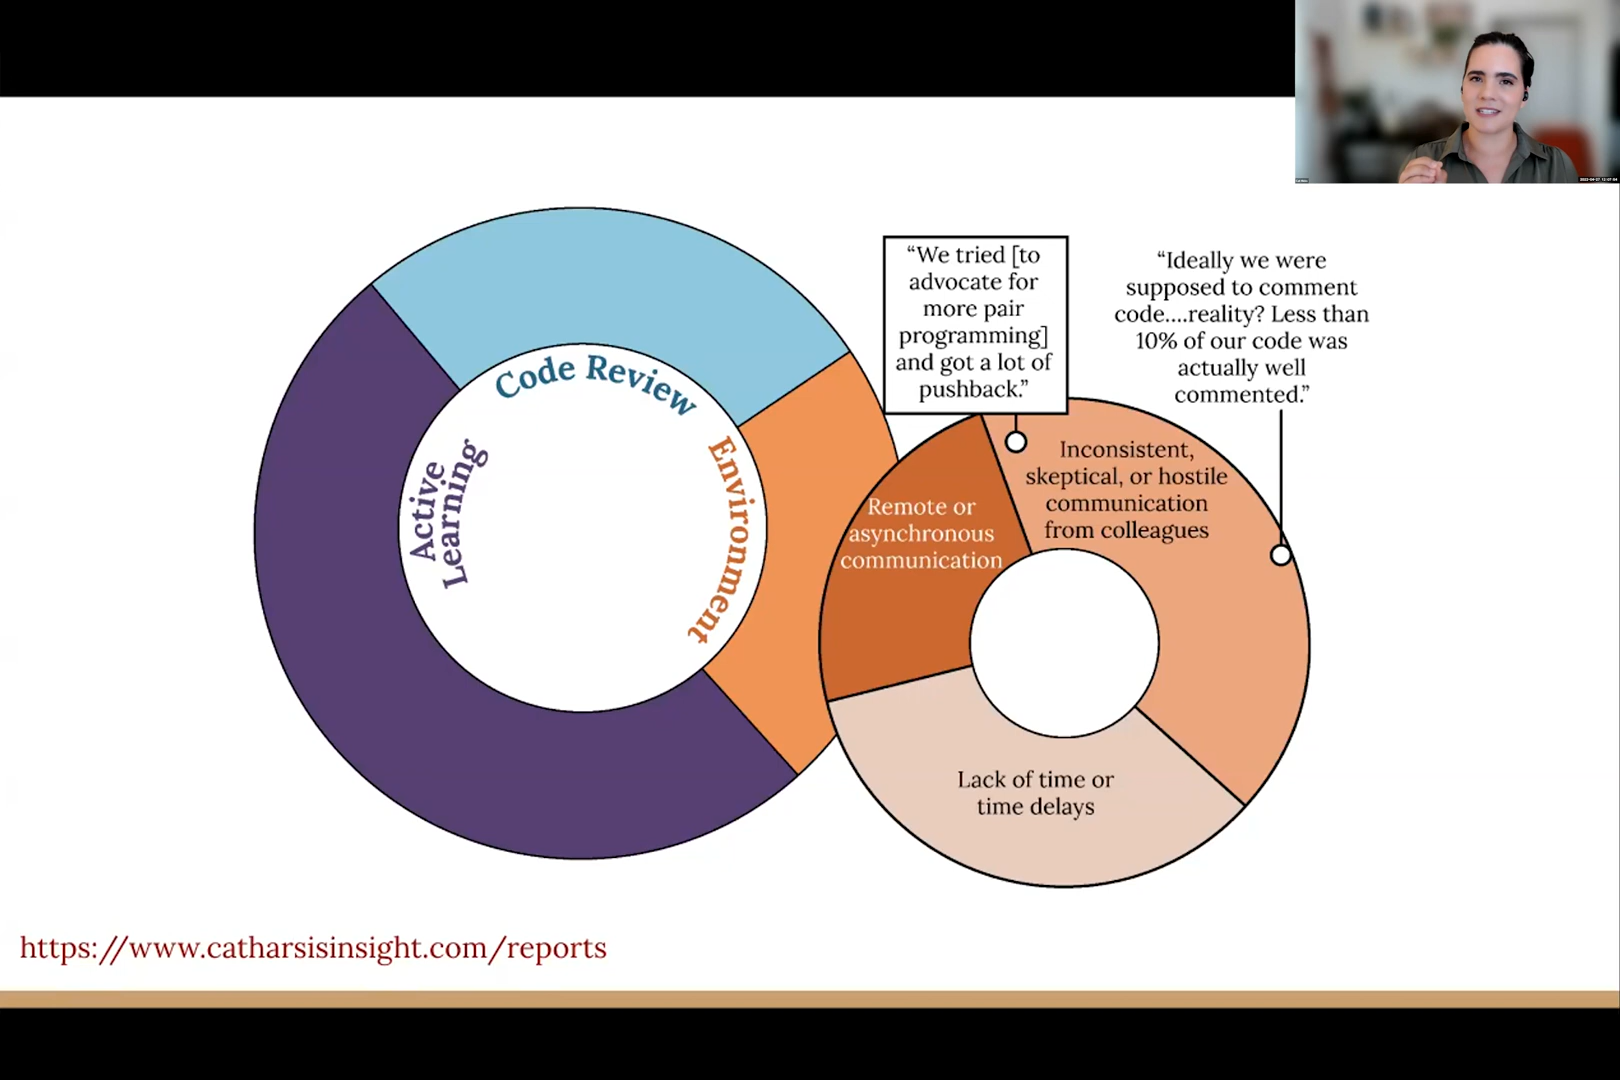 Code Review
Active
Learning
Environment
“We tried [to
advocate for
more pair
programming]
and got a lot of
pushback.”
“Ideally we were
supposed to comment
code....reality? Less than
10% of our code was
actually well
commented.”
Inconsistent,
skeptical, or hostile
communication
from colleagues
Remote or
asynchronous
communication
Lack of time or
time delays
https://www.catharsisinsight.com/reports